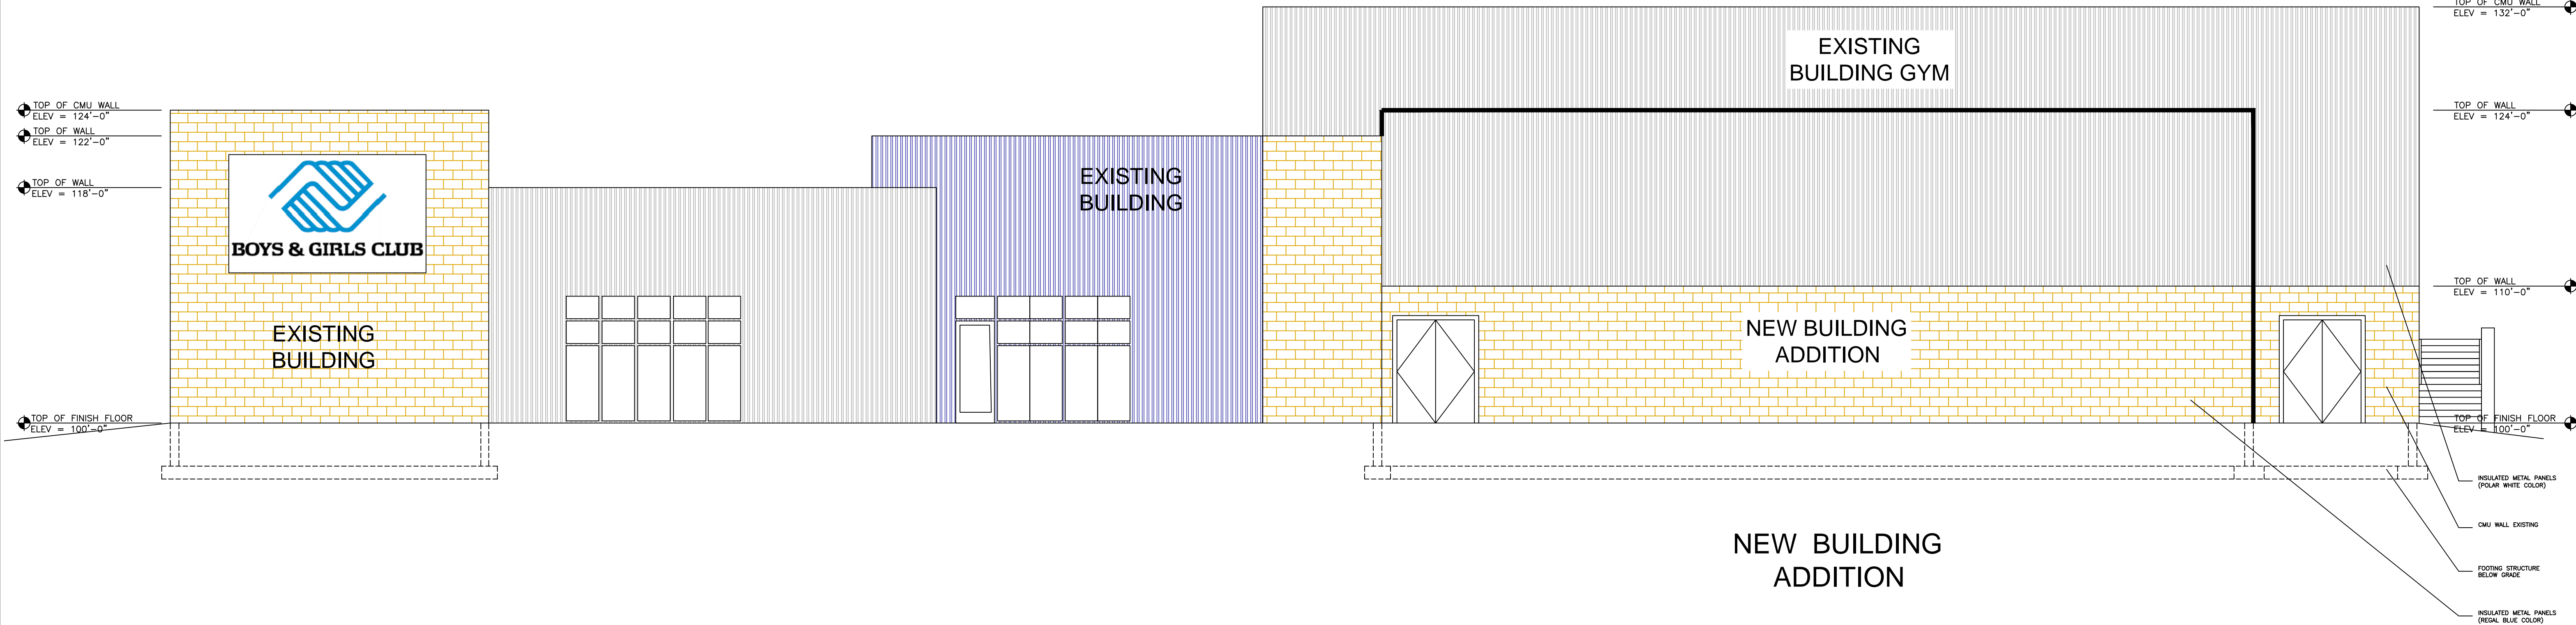 TOP OF CMU WALL
ELEV = 124'-0"
TOP OF WALL
ELEV = 122'-0"
TOP OF WALL
ELEV = 118'-0"
TOP OF FINISH FLOOR
ELEV = 100'-0"
BOYS & GIRLS CLUB
EXISTING
BUILDING
EXISTING
BUILDING
EXISTING
BUILDING GYM
NEW BUILDING
ADDITION
TOP OF CMU WALL
ELEV = 132'-0"
TOP OF WALL
ELEV = 124'-0"
TOP OF WALL
ELEV = 110'-0"
TOP OF FINISH FLOOR
ELEV = 100'-0"
INSULATED METAL PANELS
(POLAR WHITE COLOR)
CMU WALL EXISTING
FOOTING STRUCTURE
BELOW GRADE
INSULATED METAL PANELS
(REGAL BLUE COLOR)
NEW BUILDING
ADDITION